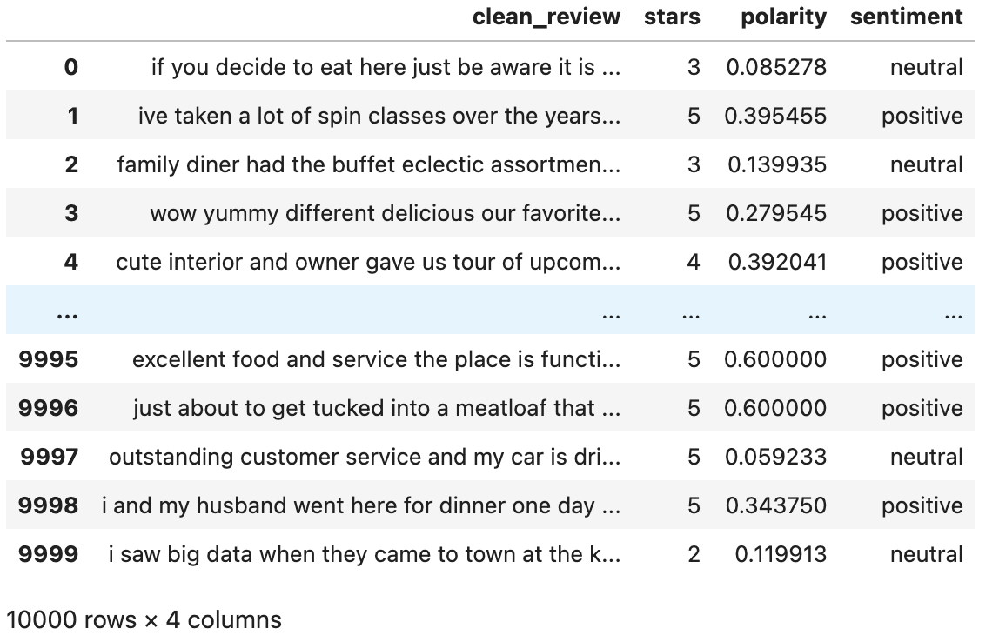 clean_review stars polarity sentiment
0 if you decide to eat here just be aware it is ... 3 0.085278 neutral
1 ive taken a lot of spin classes over the years... 5 0.395455 positive
2 family diner had the buffet eclectic assortmen... 3 0.139935 neutral
3 wow yummy different delicious our favorite... 5 0.279545 positive
4 cute interior and owner gave us tour of upcom... 4 0.392041 positive
... ... ... ... ...
9995 excellent food and service the place is functi... 5 0.600000 positive
9996 just about to get tucked into a meatloaf that ... 5 0.600000 positive
9997 outstanding customer service and my car is dri... 5 0.059233 neutral
9998 i and my husband went here for dinner one day ... 5 0.343750 positive
9999 i saw big data when they came to town at the k... 2 0.119913 neutral
10000 rows × 4 columns